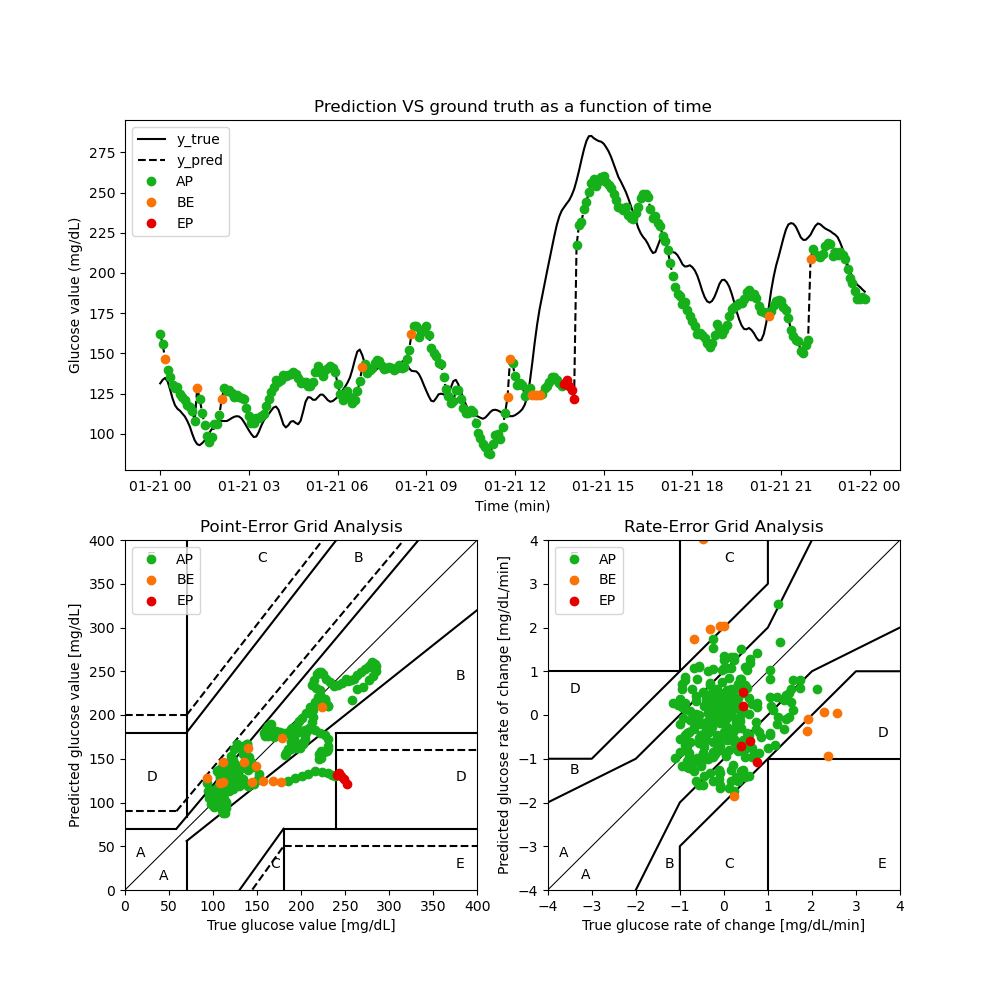 Prediction VS ground truth as a function of time
y_true
y_pred
AP
BE
EP
Glucose value (mg/dL)
275
250
225
200
175
150
125
100
01-21 00 01-21 03 01-21 06 01-21 09 01-21 12 01-21 15 01-21 18 01-21 21 01-22 00
Time (min)
Point-Error Grid Analysis
AP
BE
EP
C
B
B
D
D
A
A
C
E
Predicted glucose value [mg/dL]
400
350
300
250
200
150
100
50
0
0 50 100 150 200 250 300 350 400
True glucose value [mg/dL]
Rate-Error Grid Analysis
AP
BE
EP
C
D
D
B
A
A
B
C
E
Predicted glucose rate of change [mg/dL/min]
4
3
2
1
0
−1
−2
−3
−4
−4 −3 −2 −1 0 1 2 3 4
True glucose rate of change [mg/dL/min]